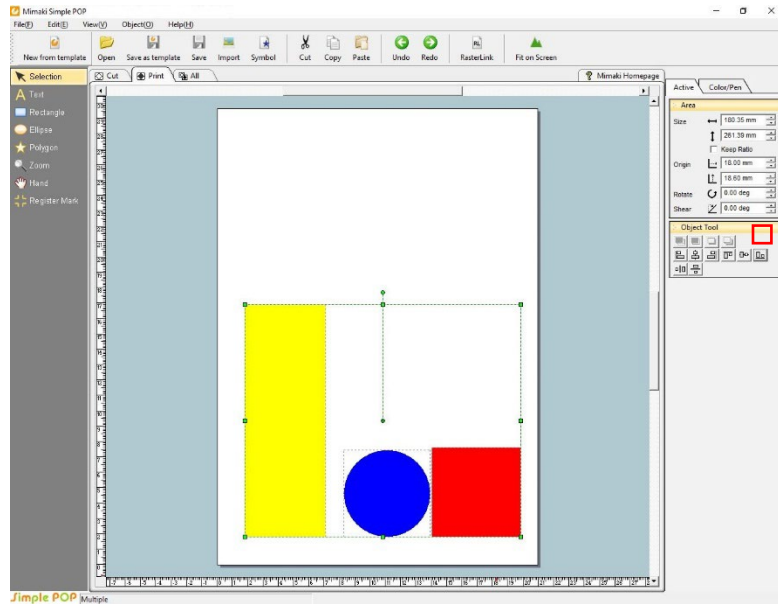 Mimaki Simple POP
File(F) Edit(E) View(V) Object(O) Help(H)
New from template Open Save as template Save Import Symbol Cut Copy Paste Undo Redo RasterLink Fit on Screen
Selection
Text
Rectangle
Ellipse
Polygon
Zoom
Hand
Register Mark
Cut Print All Mimaki Homepage
Active Color/Pen
Area
Size 180.35 mm
261.39 mm
Keep Ratio
Origin 18.00 mm
18.60 mm
Rotate 0.00 deg
Shear 0.00 deg
Object Tool
Simple POP Multiple